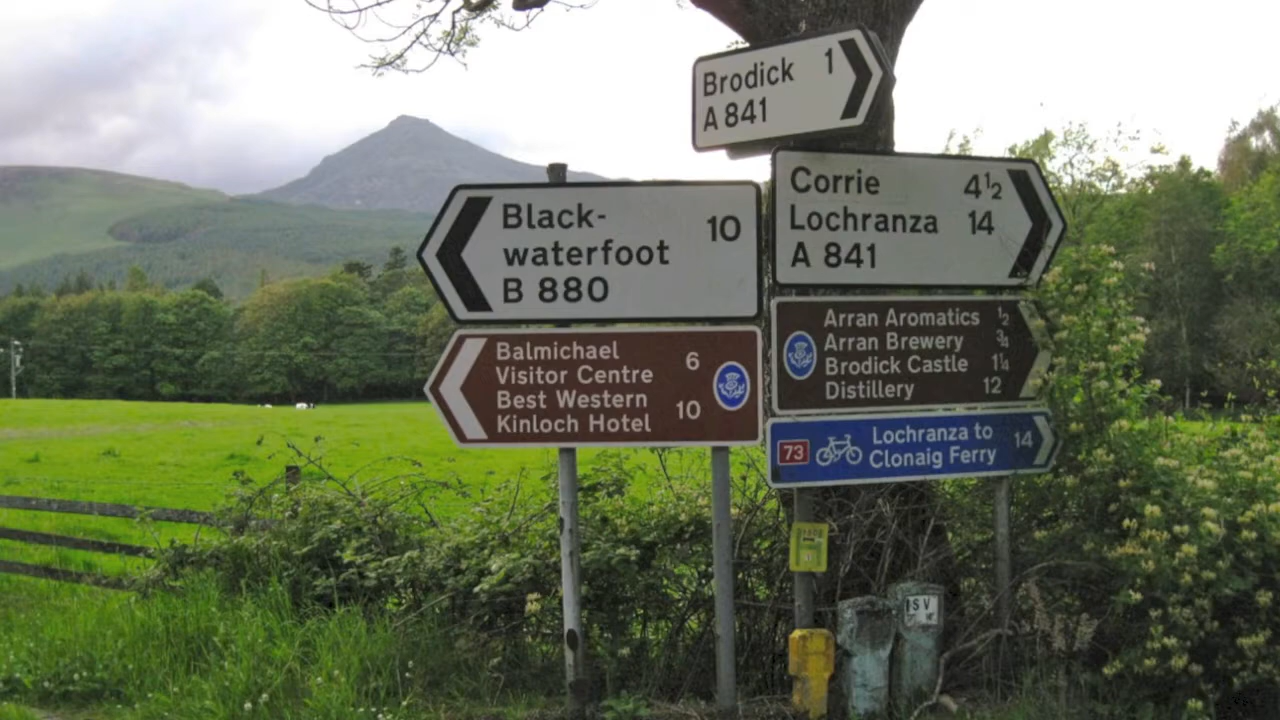 Brodick 1
A 841
Black-
waterfoot 10
B 880
Corrie 4½
Lochranza 14
A 841
Balmichael
Visitor Centre 6
Best Western
Kinloch Hotel 10
Arran Aromatics ½
Arran Brewery ¾
Brodick Castle 1¼
Distillery 12
73 Lochranza to
Clonaig Ferry 14
SV